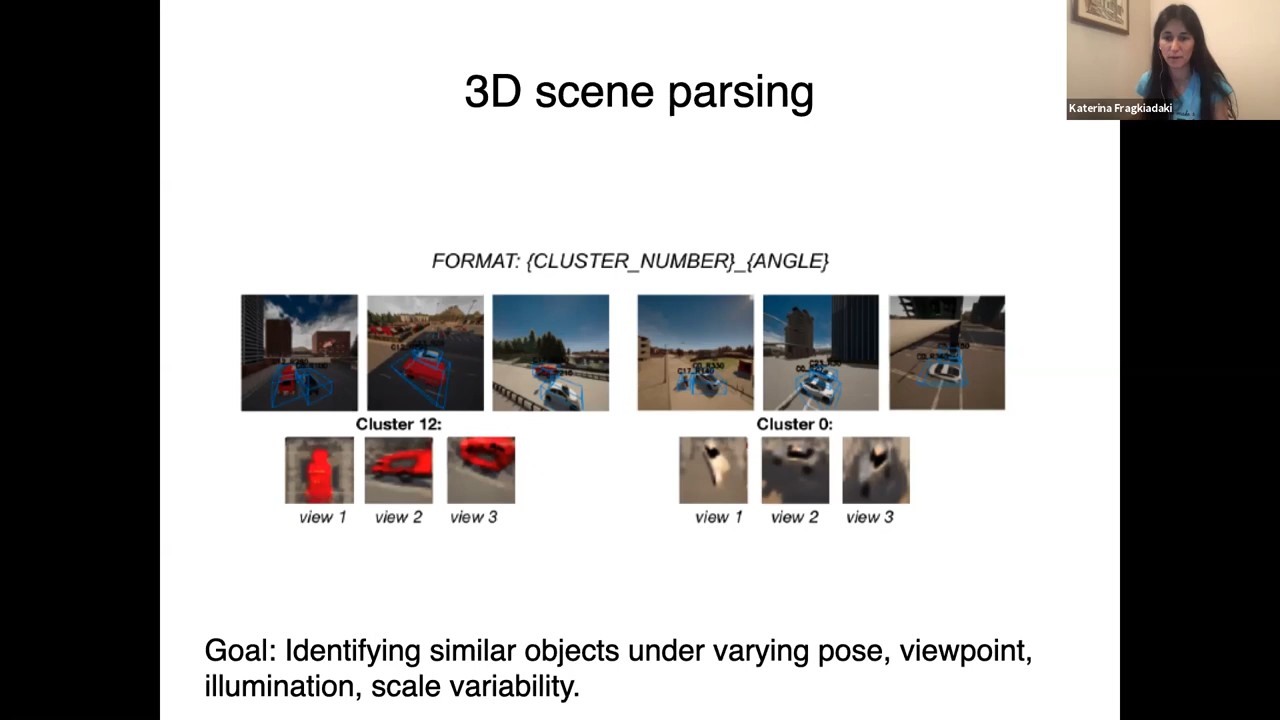 3D scene parsing
Katerina Fragkiadaki
FORMAT: {CLUSTER_NUMBER}_{ANGLE}
Cluster 12:
Cluster 0:
view 1
view 2
view 3
view 1
view 2
view 3
Goal: Identifying similar objects under varying pose, viewpoint,
illumination, scale variability.